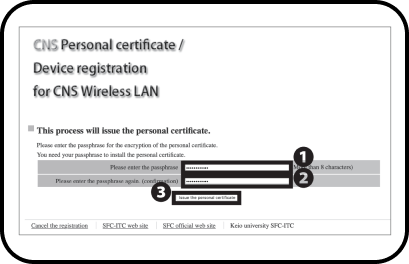 CNS Personal certificate /
Device registration
for CNS Wireless LAN
This process will issue the personal certificate.
Please enter the passphrase for the encryption of the personal certificate.
You need your passphrase to install the personal certificate.
Please enter the passphrase ••••••••••• 1 than 8 characters)
Please enter the passphrase again. (confirmation) ••••••••••• 2
3 Issue the personal certificate
Cancel the registration SFC-ITC web site SFC official web site Keio university SFC-ITC